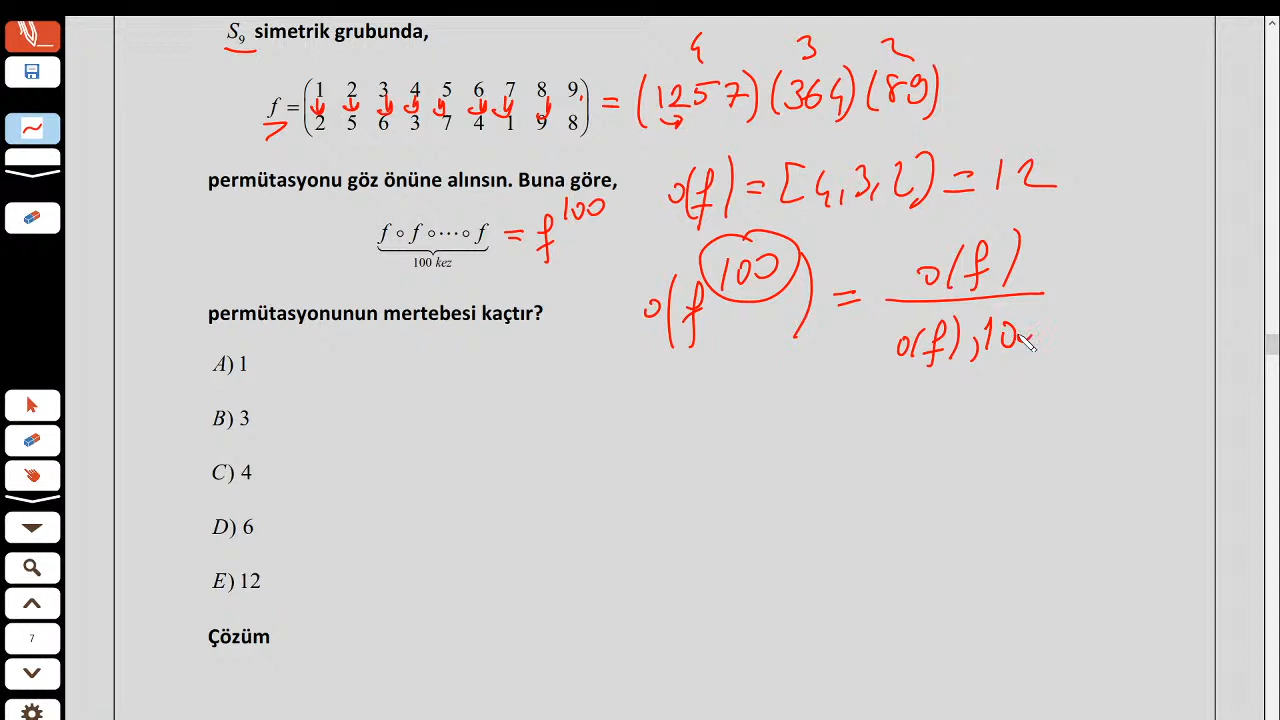 S₉ simetrik grubunda,
4 3 2
f = (1 2 3 4 5 6 7 8 9 / 2 5 6 3 7 4 1 9 8) = (1257)(364)(89)
permütasyonu göz önüne alınsın. Buna göre,
o(f) = [4,3,2] = 12
f ∘ f ∘ ⋯ ∘ f = f¹⁰⁰
100 kez
o(f¹⁰⁰) = o(f) / o(f), 100
permütasyonunun mertebesi kaçtır?
A) 1
B) 3
C) 4
D) 6
E) 12
Çözüm
7